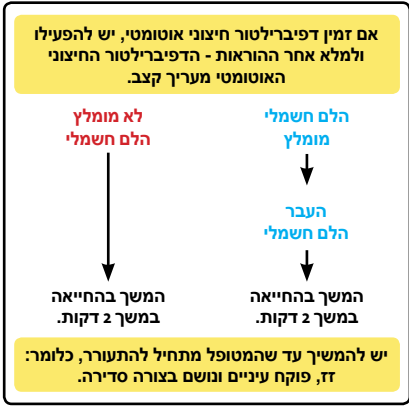 אם זמין דפיברילטור חיצוני אוטומטי, יש להפעילו
ולמלא אחר ההוראות - הדפיברילטור החיצוני
האוטומטי מעריך קצב.
הלם חשמלי
מומלץ
העבר
הלם חשמלי
המשך בהחייאה
במשך 2 דקות.
לא מומלץ
הלם חשמלי
המשך בהחייאה
במשך 2 דקות.
יש להמשיך עד שהמטופל מתחיל להתעורר, כלומר:
זז, פוקח עיניים ונושם בצורה סדירה.